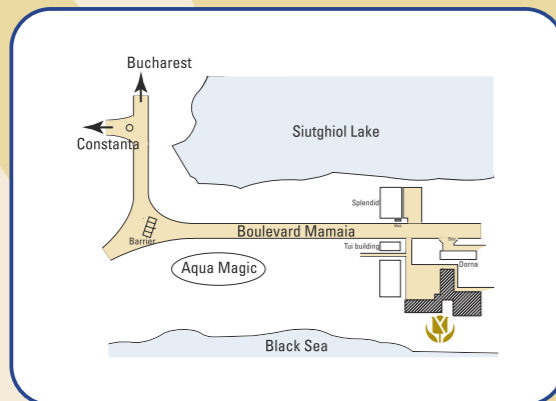 Bucharest
Constanta
Siutghiol Lake
Splendid
Boulevard Mamaia
Barrier
Tui building
Dorna
Aqua Magic
Black Sea